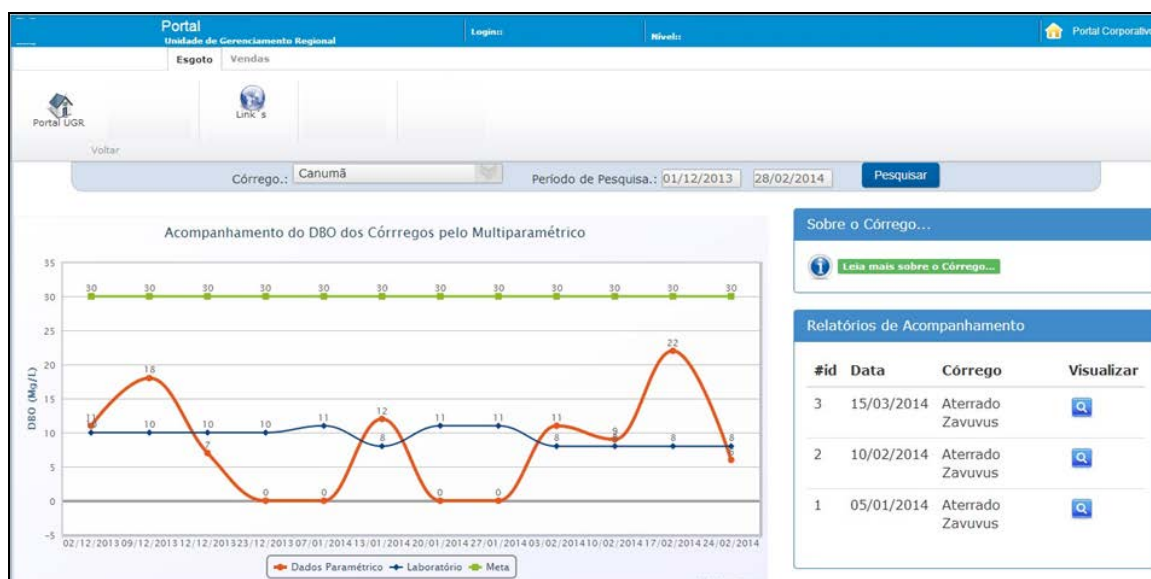 Portal
Unidade de Gerenciamento Regional
Login::
Nivel::
Portal Corporativo
Esgoto Vendas
Portal UGR
Link´s
Voltar
Córrego.: Canumã Período de Pesquisa.: 01/12/2013 28/02/2014 Pesquisar
Acompanhamento do DBO dos Córrregos pelo Multiparamétrico
Sobre o Córrego...
Leia mais sobre o Córrego...
Relatórios de Acompanhamento
#id Data Córrego Visualizar
3 15/03/2014 Aterrado
Zavuvus
2 10/02/2014 Aterrado
Zavuvus
1 05/01/2014 Aterrado
Zavuvus
DBO (Mg/L)
35
30
25
20
15
10
5
0
-5
30 30 30 30 30 30 30 30 30 30 30 30
11 18 7 0 0 12 0 0 11 9 22 6
10 10 10 11 8 11 11 8 8 8
02/12/2013 09/12/2013 12/12/2013 23/12/2013 07/01/2014 13/01/2014 20/01/2014 27/01/2014 03/02/2014 10/02/2014 17/02/2014 24/02/2014
Dados Paramétrico Laboratório Meta